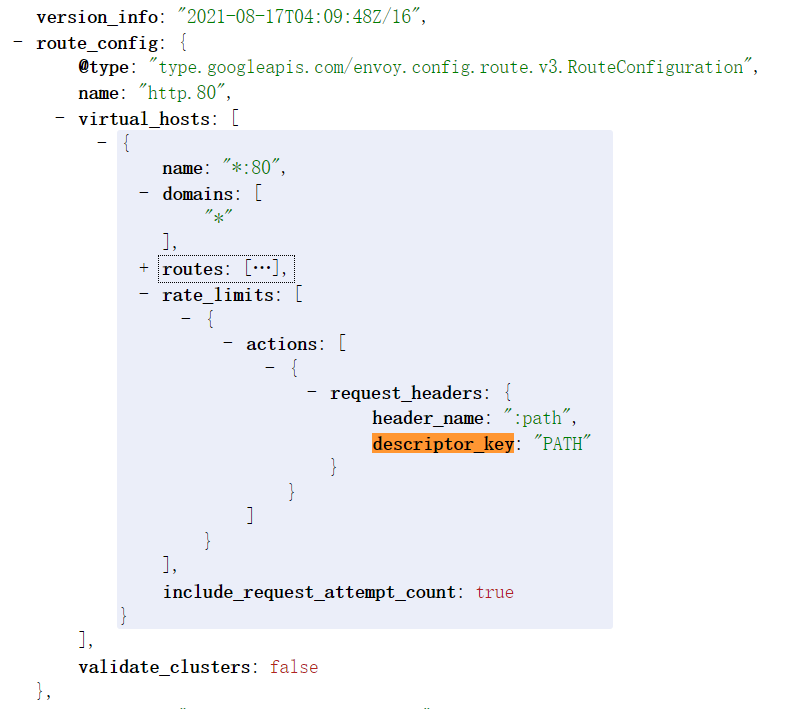 version_info: "2021-08-17T04:09:48Z/16",
- route_config: {
@type: "type.googleapis.com/envoy.config.route.v3.RouteConfiguration",
name: "http.80",
- virtual_hosts: [
- {
name: "*:80",
- domains: [
"*"
],
+ routes: […],
- rate_limits: [
- {
- actions: [
- {
- request_headers: {
header_name: ":path",
descriptor_key: "PATH"
}
}
]
}
],
include_request_attempt_count: true
}
],
validate_clusters: false
},